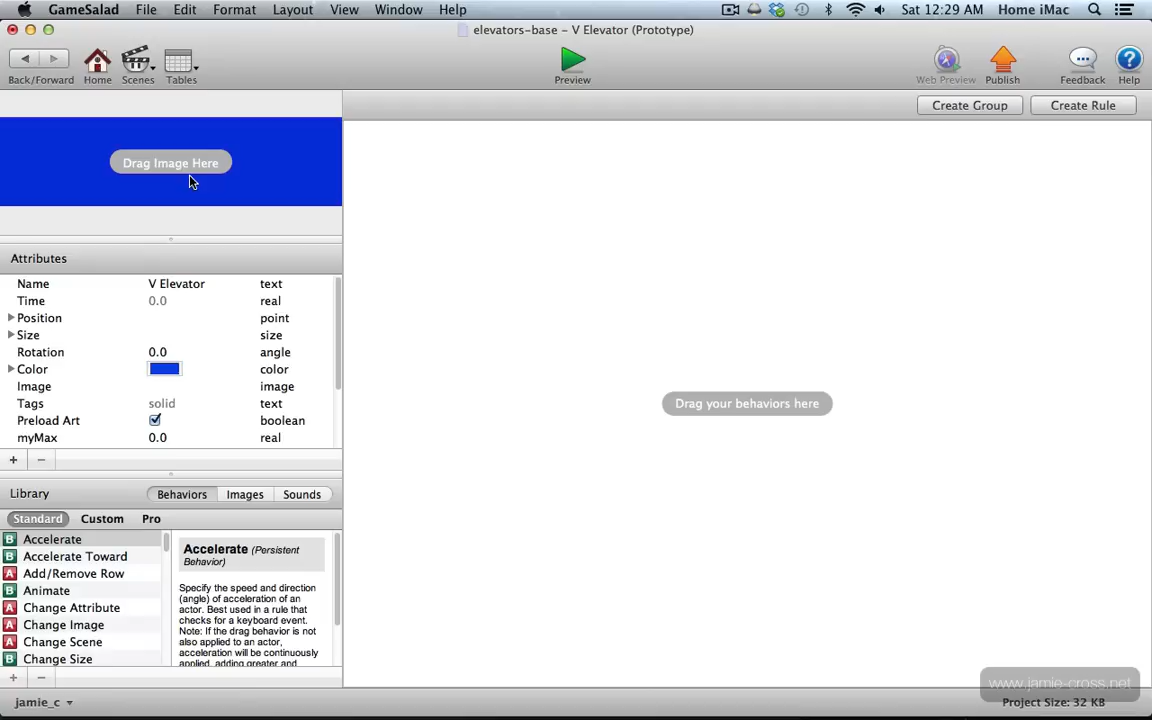 GameSalad File Edit Format Layout View Window Help Sat 12:29 AM Home iMac
elevators-base – V Elevator (Prototype)
Back/Forward Home Scenes Tables Preview Web Preview Publish Feedback Help
Create Group Create Rule
Drag Image Here
Attributes
Name V Elevator text
Time 0.0 real
Position point
Size size
Rotation 0.0 angle
Color color
Image image
Tags solid text
Preload Art boolean
myMax 0.0 real
+ −
Drag your behaviors here
Library Behaviors Images Sounds
Standard Custom Pro
B Accelerate
B Accelerate Toward
A Add/Remove Row
B Animate
A Change Attribute
A Change Image
A Change Scene
B Change Size
Accelerate (Persistent
Behavior)
Specify the speed and direction
(angle) of acceleration of an
actor. Best used in a rule that
checks for a keyboard event.
Note: If the drag behavior is not
also applied to an actor,
acceleration will be continuously
applied, adding greater and
+ −
www.jamie-cross.net
jamie_c Project Size: 32 KB